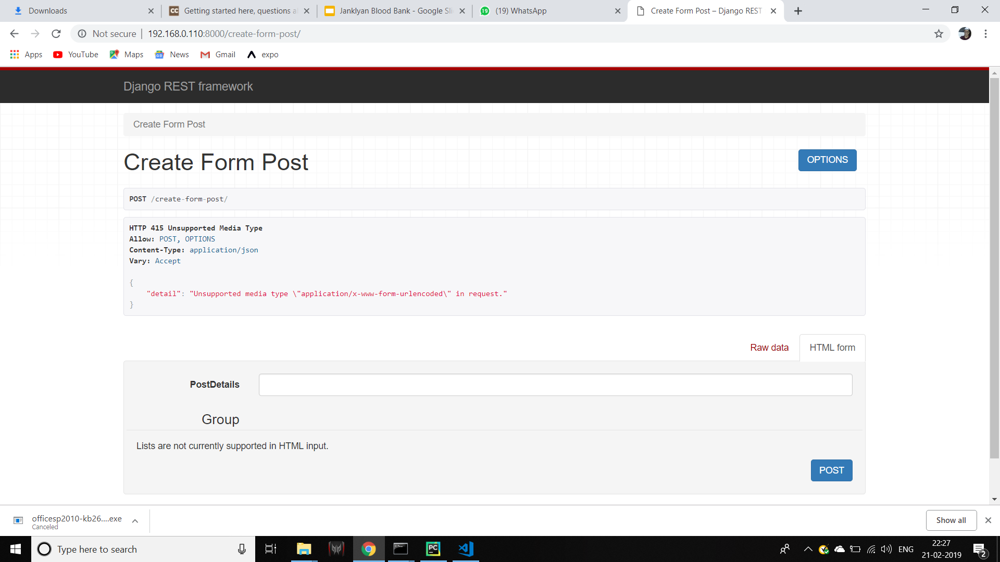 Downloads
Getting started here, questions a
Janklyan Blood Bank - Google Sli
19
(19) WhatsApp
Create Form Post – Django REST
Not secure
192.168.0.110:8000/create-form-post/
Apps
YouTube
Maps
News
Gmail
expo
Django REST framework
Create Form Post
Create Form Post
OPTIONS
POST /create-form-post/
HTTP 415 Unsupported Media Type
Allow: POST, OPTIONS
Content-Type: application/json
Vary: Accept
{
"detail": "Unsupported media type \"application/x-www-form-urlencoded\" in request."
}
Raw data
HTML form
PostDetails
Group
Lists are not currently supported in HTML input.
POST
officesp2010-kb26....exe
Canceled
Show all
Type here to search
PC
ENG
22:27
21-02-2019
2